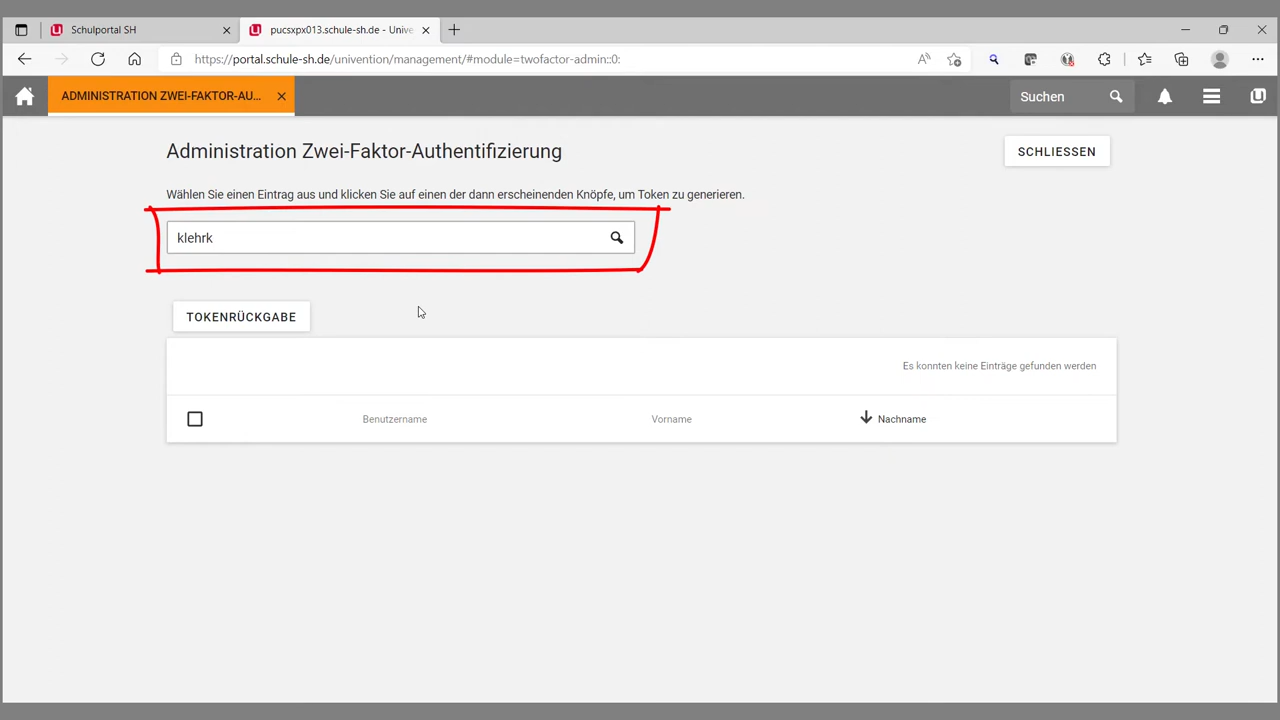 Schulportal SH
pucsxpx013.schule-sh.de - Unive
https://portal.schule-sh.de/univention/management/#module=twofactor-admin::0:
ADMINISTRATION ZWEI-FAKTOR-AU...
Suchen
Administration Zwei-Faktor-Authentifizierung
SCHLIESSEN
Wählen Sie einen Eintrag aus und klicken Sie auf einen der dann erscheinenden Knöpfe, um Token zu generieren.
klehrk
TOKENRÜCKGABE
Es konnten keine Einträge gefunden werden
Benutzername Vorname Nachname